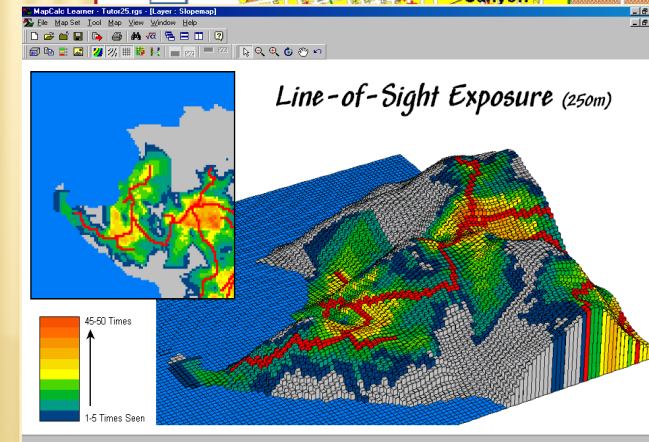 Canyon
MapCalc Learner - Tutor25.rgs - [Layer : Slopemap]
File Map Set Tool Map View Window Help
Line-of-Sight Exposure (250m)
45-50 Times
1-5 Times Seen